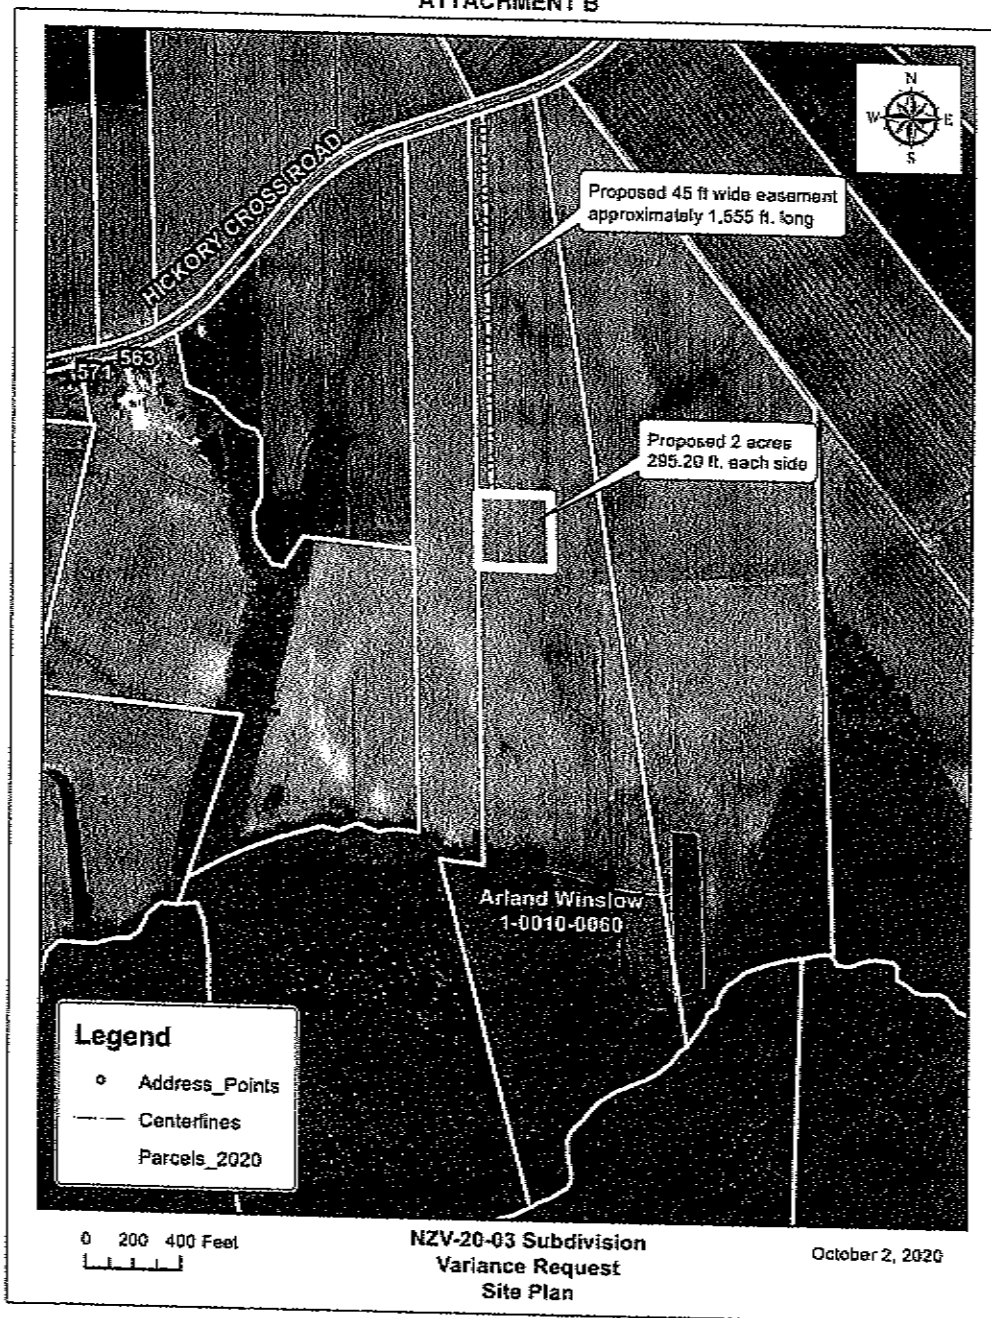 ATTACHMENT B
N
W E
S
HICKORY CROSS ROAD
Proposed 45 ft wide easement
approximately 1,555 ft. long
563
571
Proposed 2 acres
295.20 ft. each side
Arland Winslow
1-0010-0060
Legend
Address_Points
Centerlines
Parcels_2020
0 200 400 Feet
NZV-20-03 Subdivision
Variance Request
Site Plan
October 2, 2020